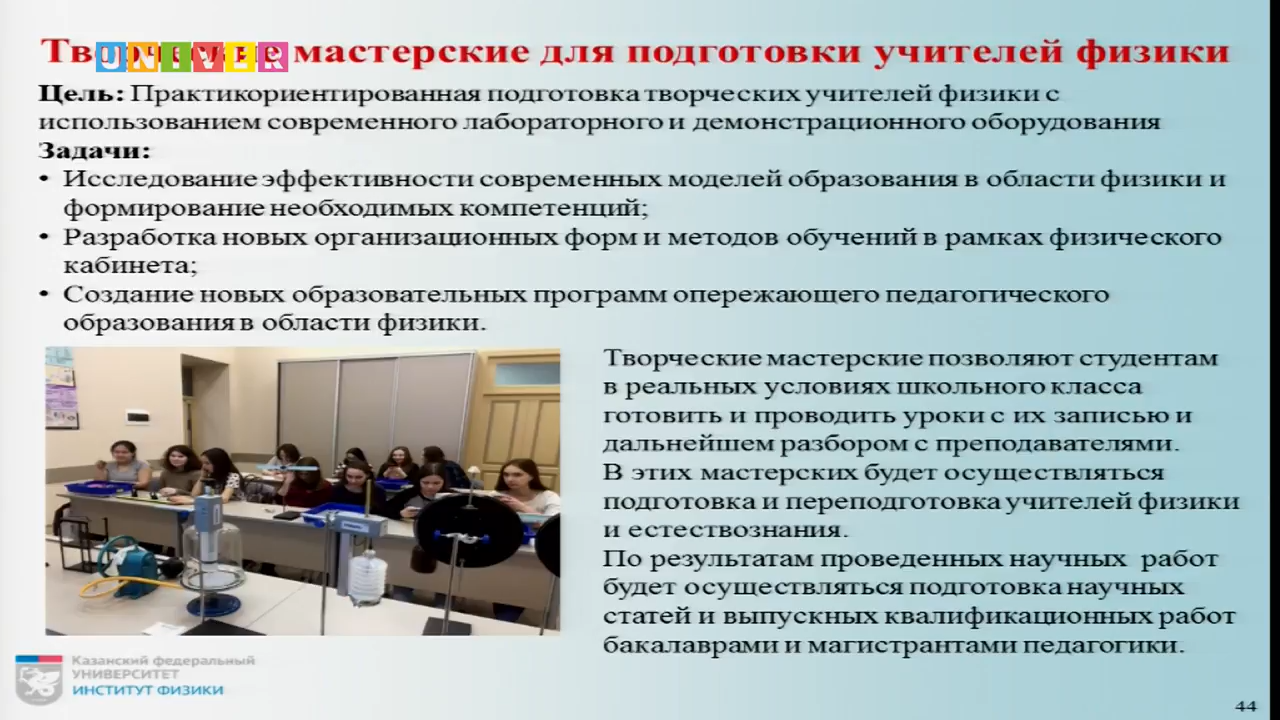 Творческие мастерские для подготовки учителей физики
UNIVER
Цель: Практикориентированная подготовка творческих учителей физики с
использованием современного лабораторного и демонстрационного оборудования
Задачи:
• Исследование эффективности современных моделей образования в области физики и
формирование необходимых компетенций;
• Разработка новых организационных форм и методов обучений в рамках физического
кабинета;
• Создание новых образовательных программ опережающего педагогического
образования в области физики.
Творческие мастерские позволяют студентам
в реальных условиях школьного класса
готовить и проводить уроки с их записью и
дальнейшем разбором с преподавателями.
В этих мастерских будет осуществляться
подготовка и переподготовка учителей физики
и естествознания.
По результатам проведенных научных работ
будет осуществляться подготовка научных
статей и выпускных квалификационных работ
бакалаврами и магистрантами педагогики.
Казанский федеральный
УНИВЕРСИТЕТ
ИНСТИТУТ ФИЗИКИ
44